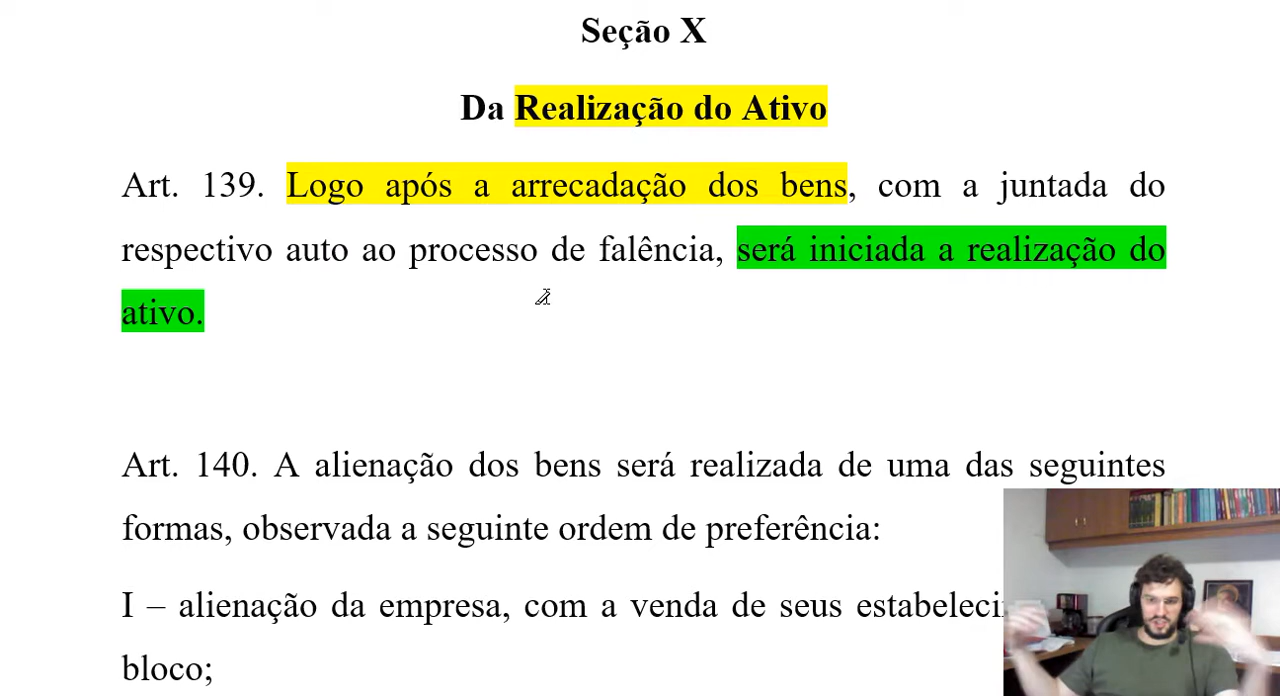 Seção X
Da Realização do Ativo
Art. 139. Logo após a arrecadação dos bens, com a juntada do
respectivo auto ao processo de falência, será iniciada a realização do
ativo.
Art. 140. A alienação dos bens será realizada de uma das seguintes
formas, observada a seguinte ordem de preferência:
I – alienação da empresa, com a venda de seus
bloco;